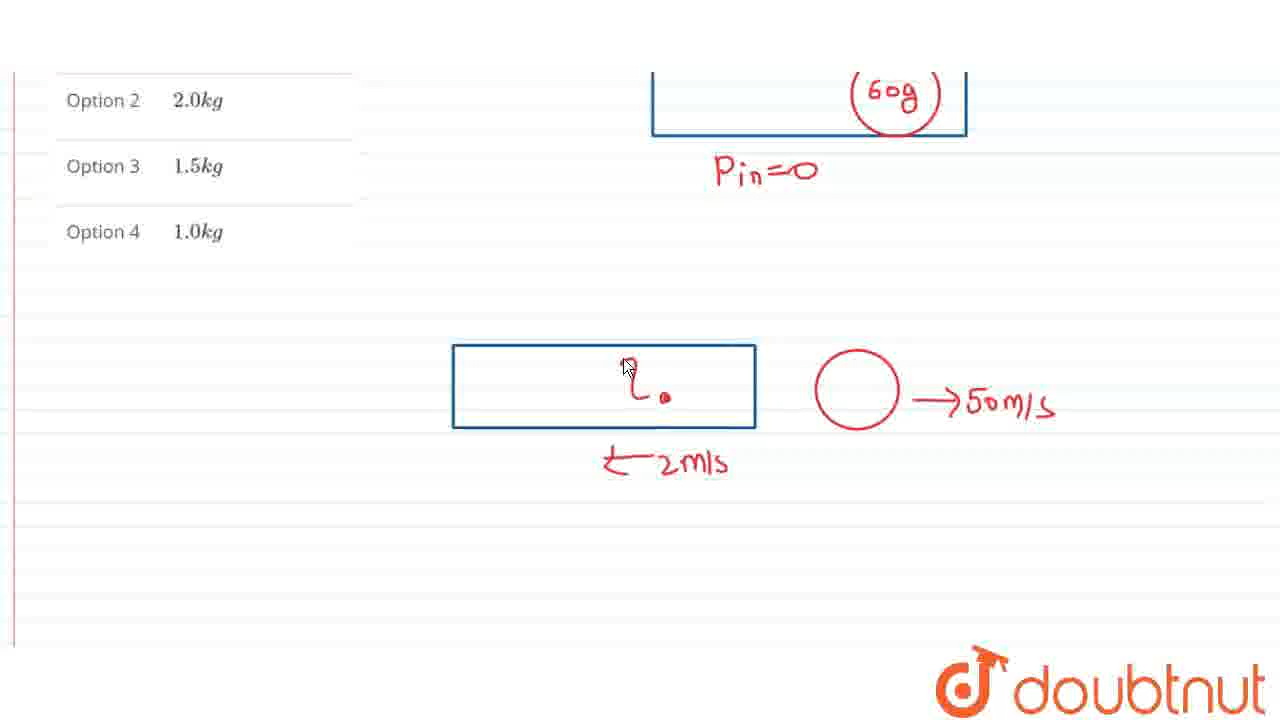 Option 2 2.0kg
60g
Pin=0
Option 3 1.5kg
Option 4 1.0kg
?
→50m/s
←2m/s
doubtnut